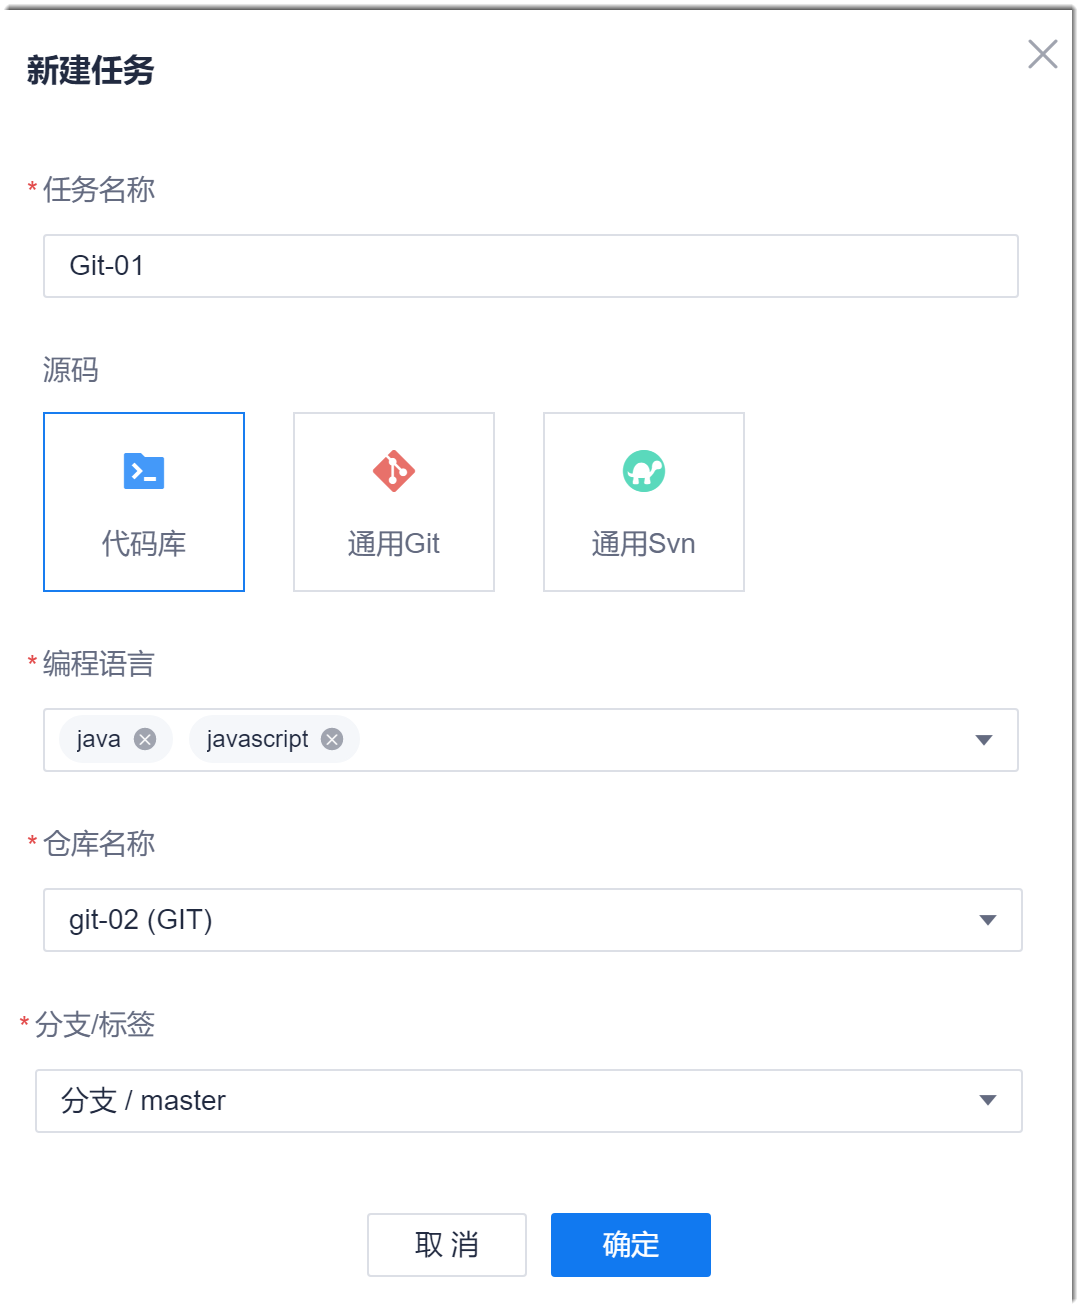 新建任务
* 任务名称
Git-01
源码
代码库 通用Git 通用Svn
* 编程语言
java javascript
* 仓库名称
git-02 (GIT)
* 分支/标签
分支 / master
取 消 确定